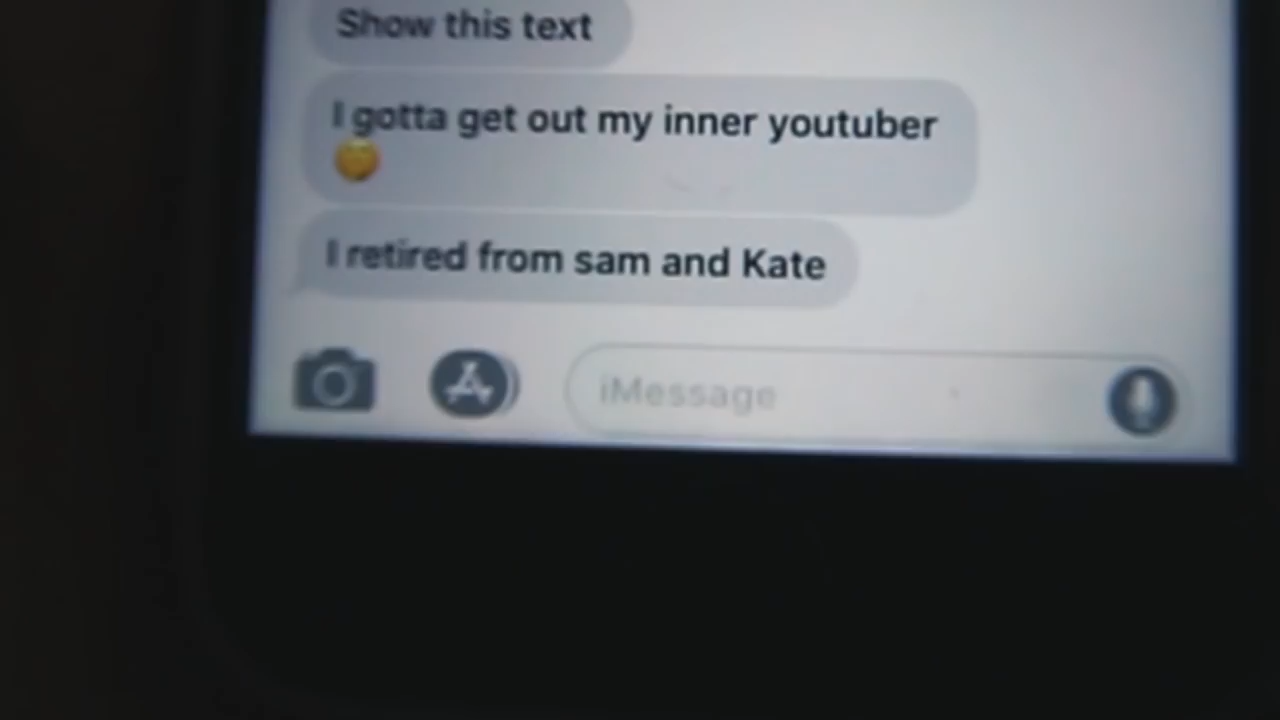 Show this text
I gotta get out my inner youtuber
I retired from sam and Kate
iMessage